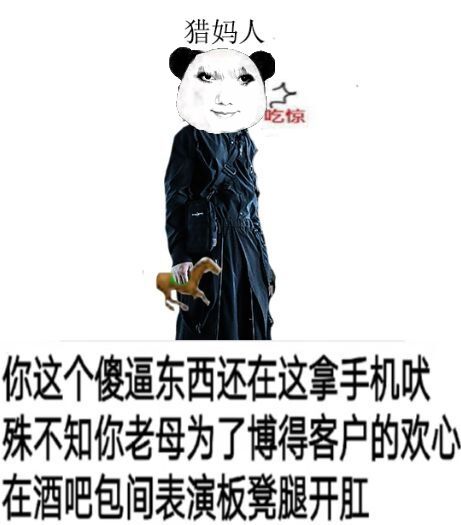 猎妈人
吃惊
你这个傻逼东西还在这拿手机吠
殊不知你老母为了博得客户的欢心
在酒吧包间表演板凳腿开肛